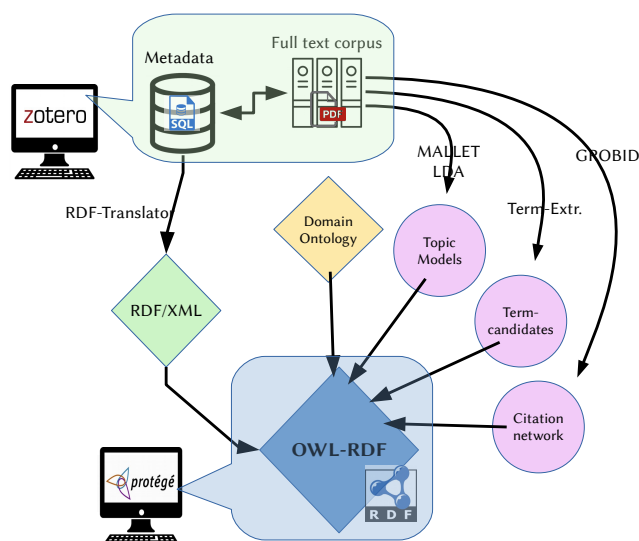 Full text corpus
Metadata
zotero
SQL
PDF
MALLET
LDA
GROBID
RDF-Translator
Term-Extr.
Domain
Ontology
Topic
Models
RDF/XML
Term-
candidates
Citation
network
OWL-RDF
protégé
RDF